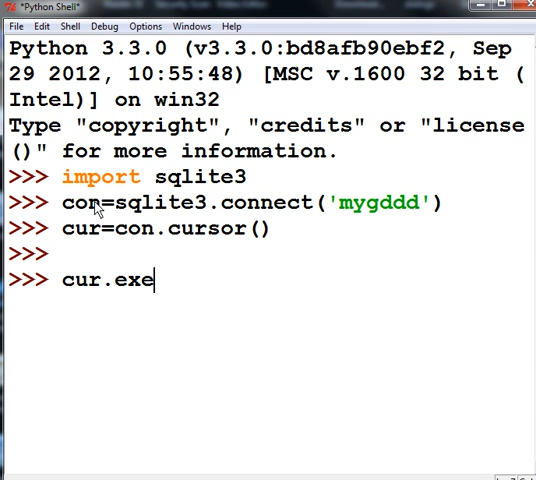 *Python Shell*
File Edit Shell Debug Options Windows Help
Python 3.3.0 (v3.3.0:bd8afb90ebf2, Sep
29 2012, 10:55:48) [MSC v.1600 32 bit (
Intel)] on win32
Type "copyright", "credits" or "license
()" for more information.
>>> import sqlite3
>>> con=sqlite3.connect('mygddd')
>>> cur=con.cursor()
>>>
>>> cur.exe